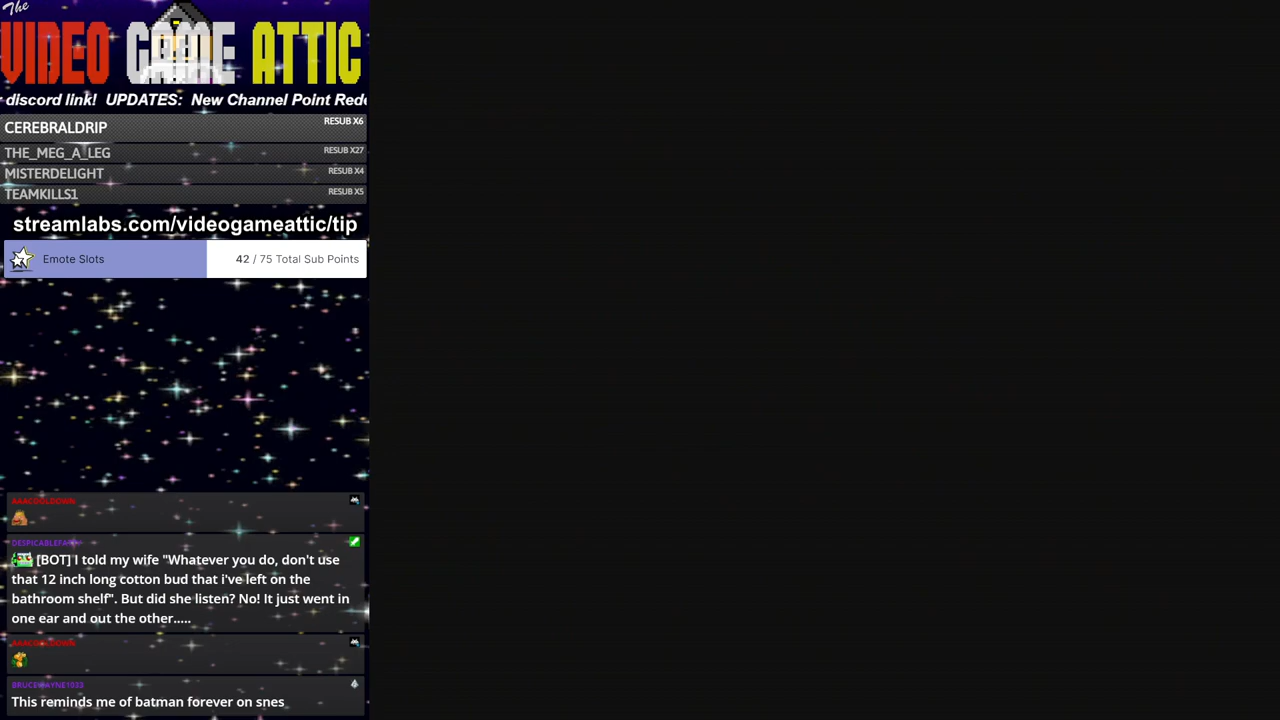 The
VIDEO GAME ATTIC
discord link! UPDATES: New Channel Point Rede
CEREBRALDRIP RESUB X6
THE_MEG_A_LEG RESUB X27
MISTERDELIGHT RESUB X4
TEAMKILLS1 RESUB X5
streamlabs.com/videogameattic/tip
Emote Slots 42 / 75 Total Sub Points
AAACOOLDOWN
[BOT] I told my wife "Whatever you do, don't use
that 12 inch long cotton bud that i've left on the
bathroom shelf". But did she listen? No! It just went in
one ear and out the other.....
AAACOOLDOWN
BRUCEWAYNE1033
This reminds me of batman forever on snes